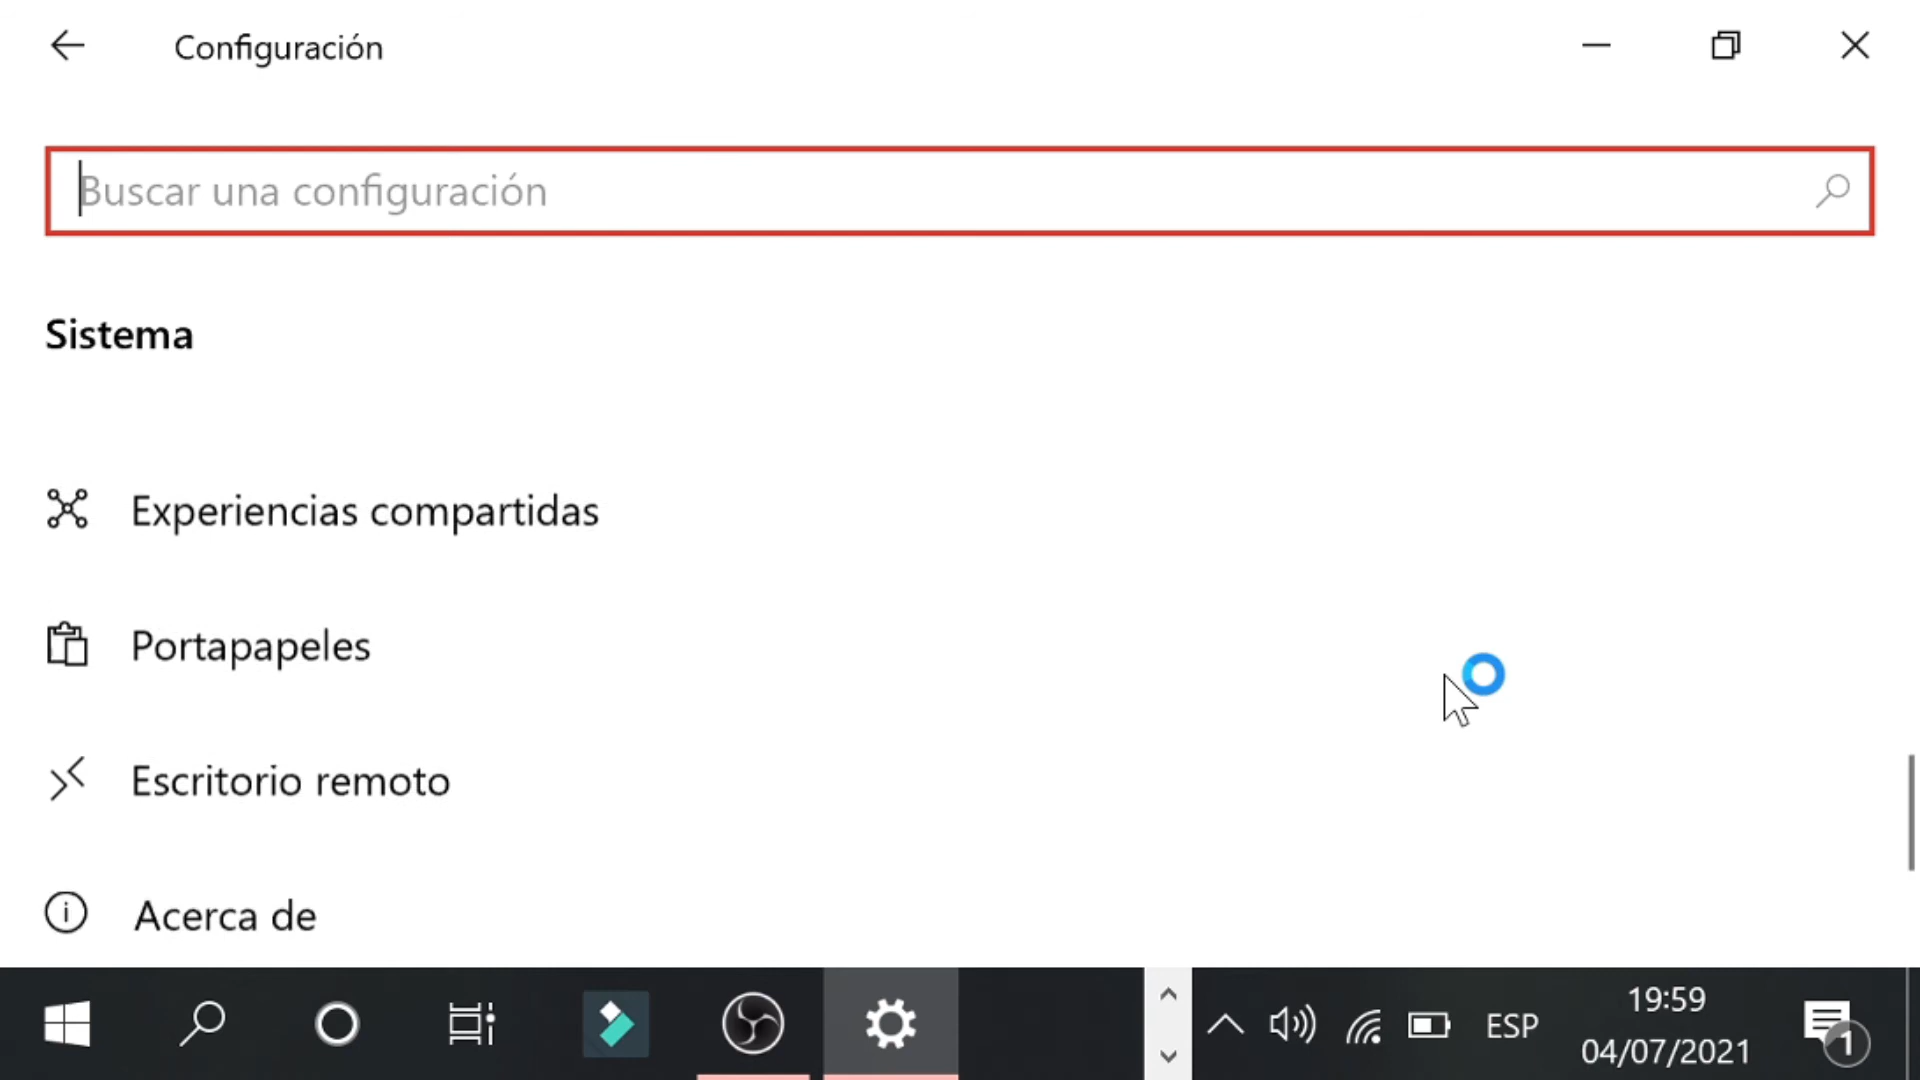 Configuración
Buscar una configuración
Sistema
Experiencias compartidas
Portapapeles
Escritorio remoto
Acerca de
ESP
19:59
04/07/2021
1